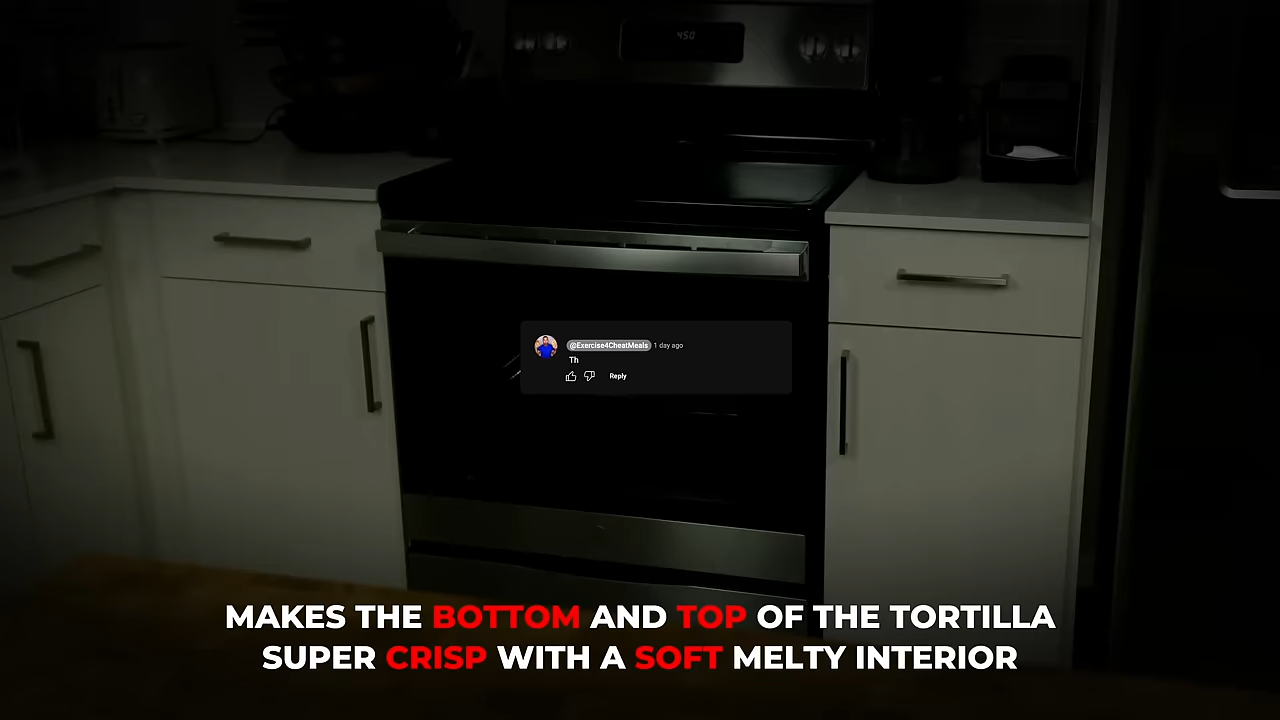 450
@Exercise4CheatMeals 1 day ago
Th
Reply
MAKES THE BOTTOM AND TOP OF THE TORTILLA
SUPER CRISP WITH A SOFT MELTY INTERIOR